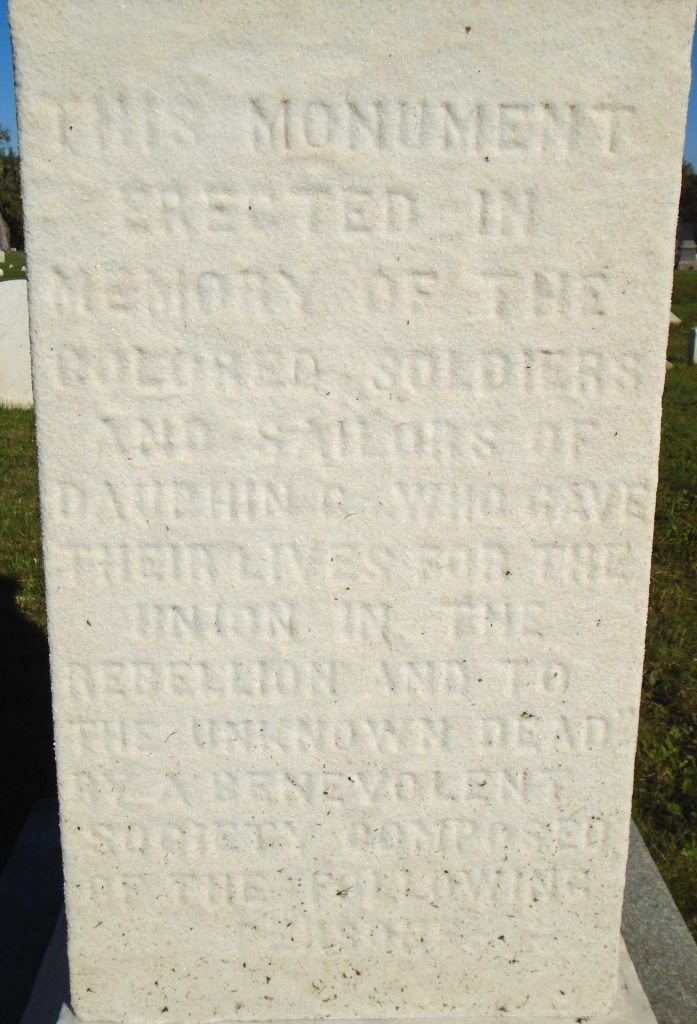 THIS MONUMENT
ERECTED IN
MEMORY OF THE
COLORED SOLDIERS
AND SAILORS OF
DAUPHIN C° WHO GAVE
THEIR LIVES FOR THE
UNION IN THE
REBELLION AND TO
THE UNKNOWN DEAD"
BY A BENEVOLENT
SOCIETY COMPOSED
OF THE FOLLOWING